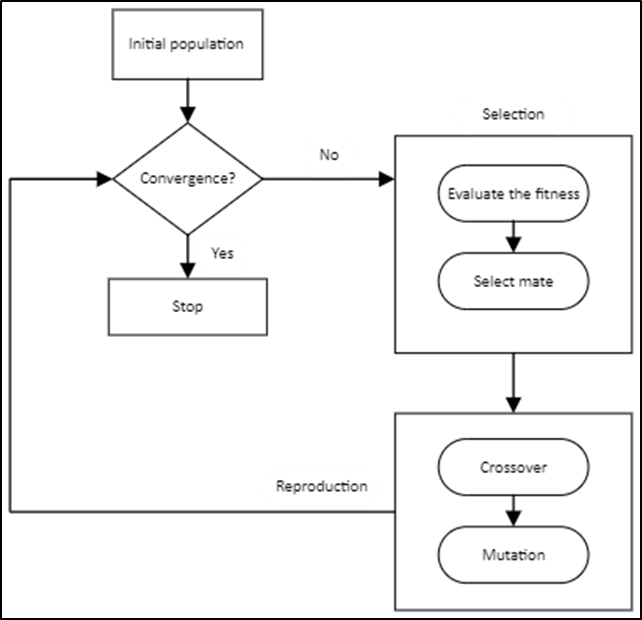 Initial population
Selection
No
Convergence?
Evaluate the fitness
Yes
Select mate
Stop
Crossover
Reproduction
Mutation